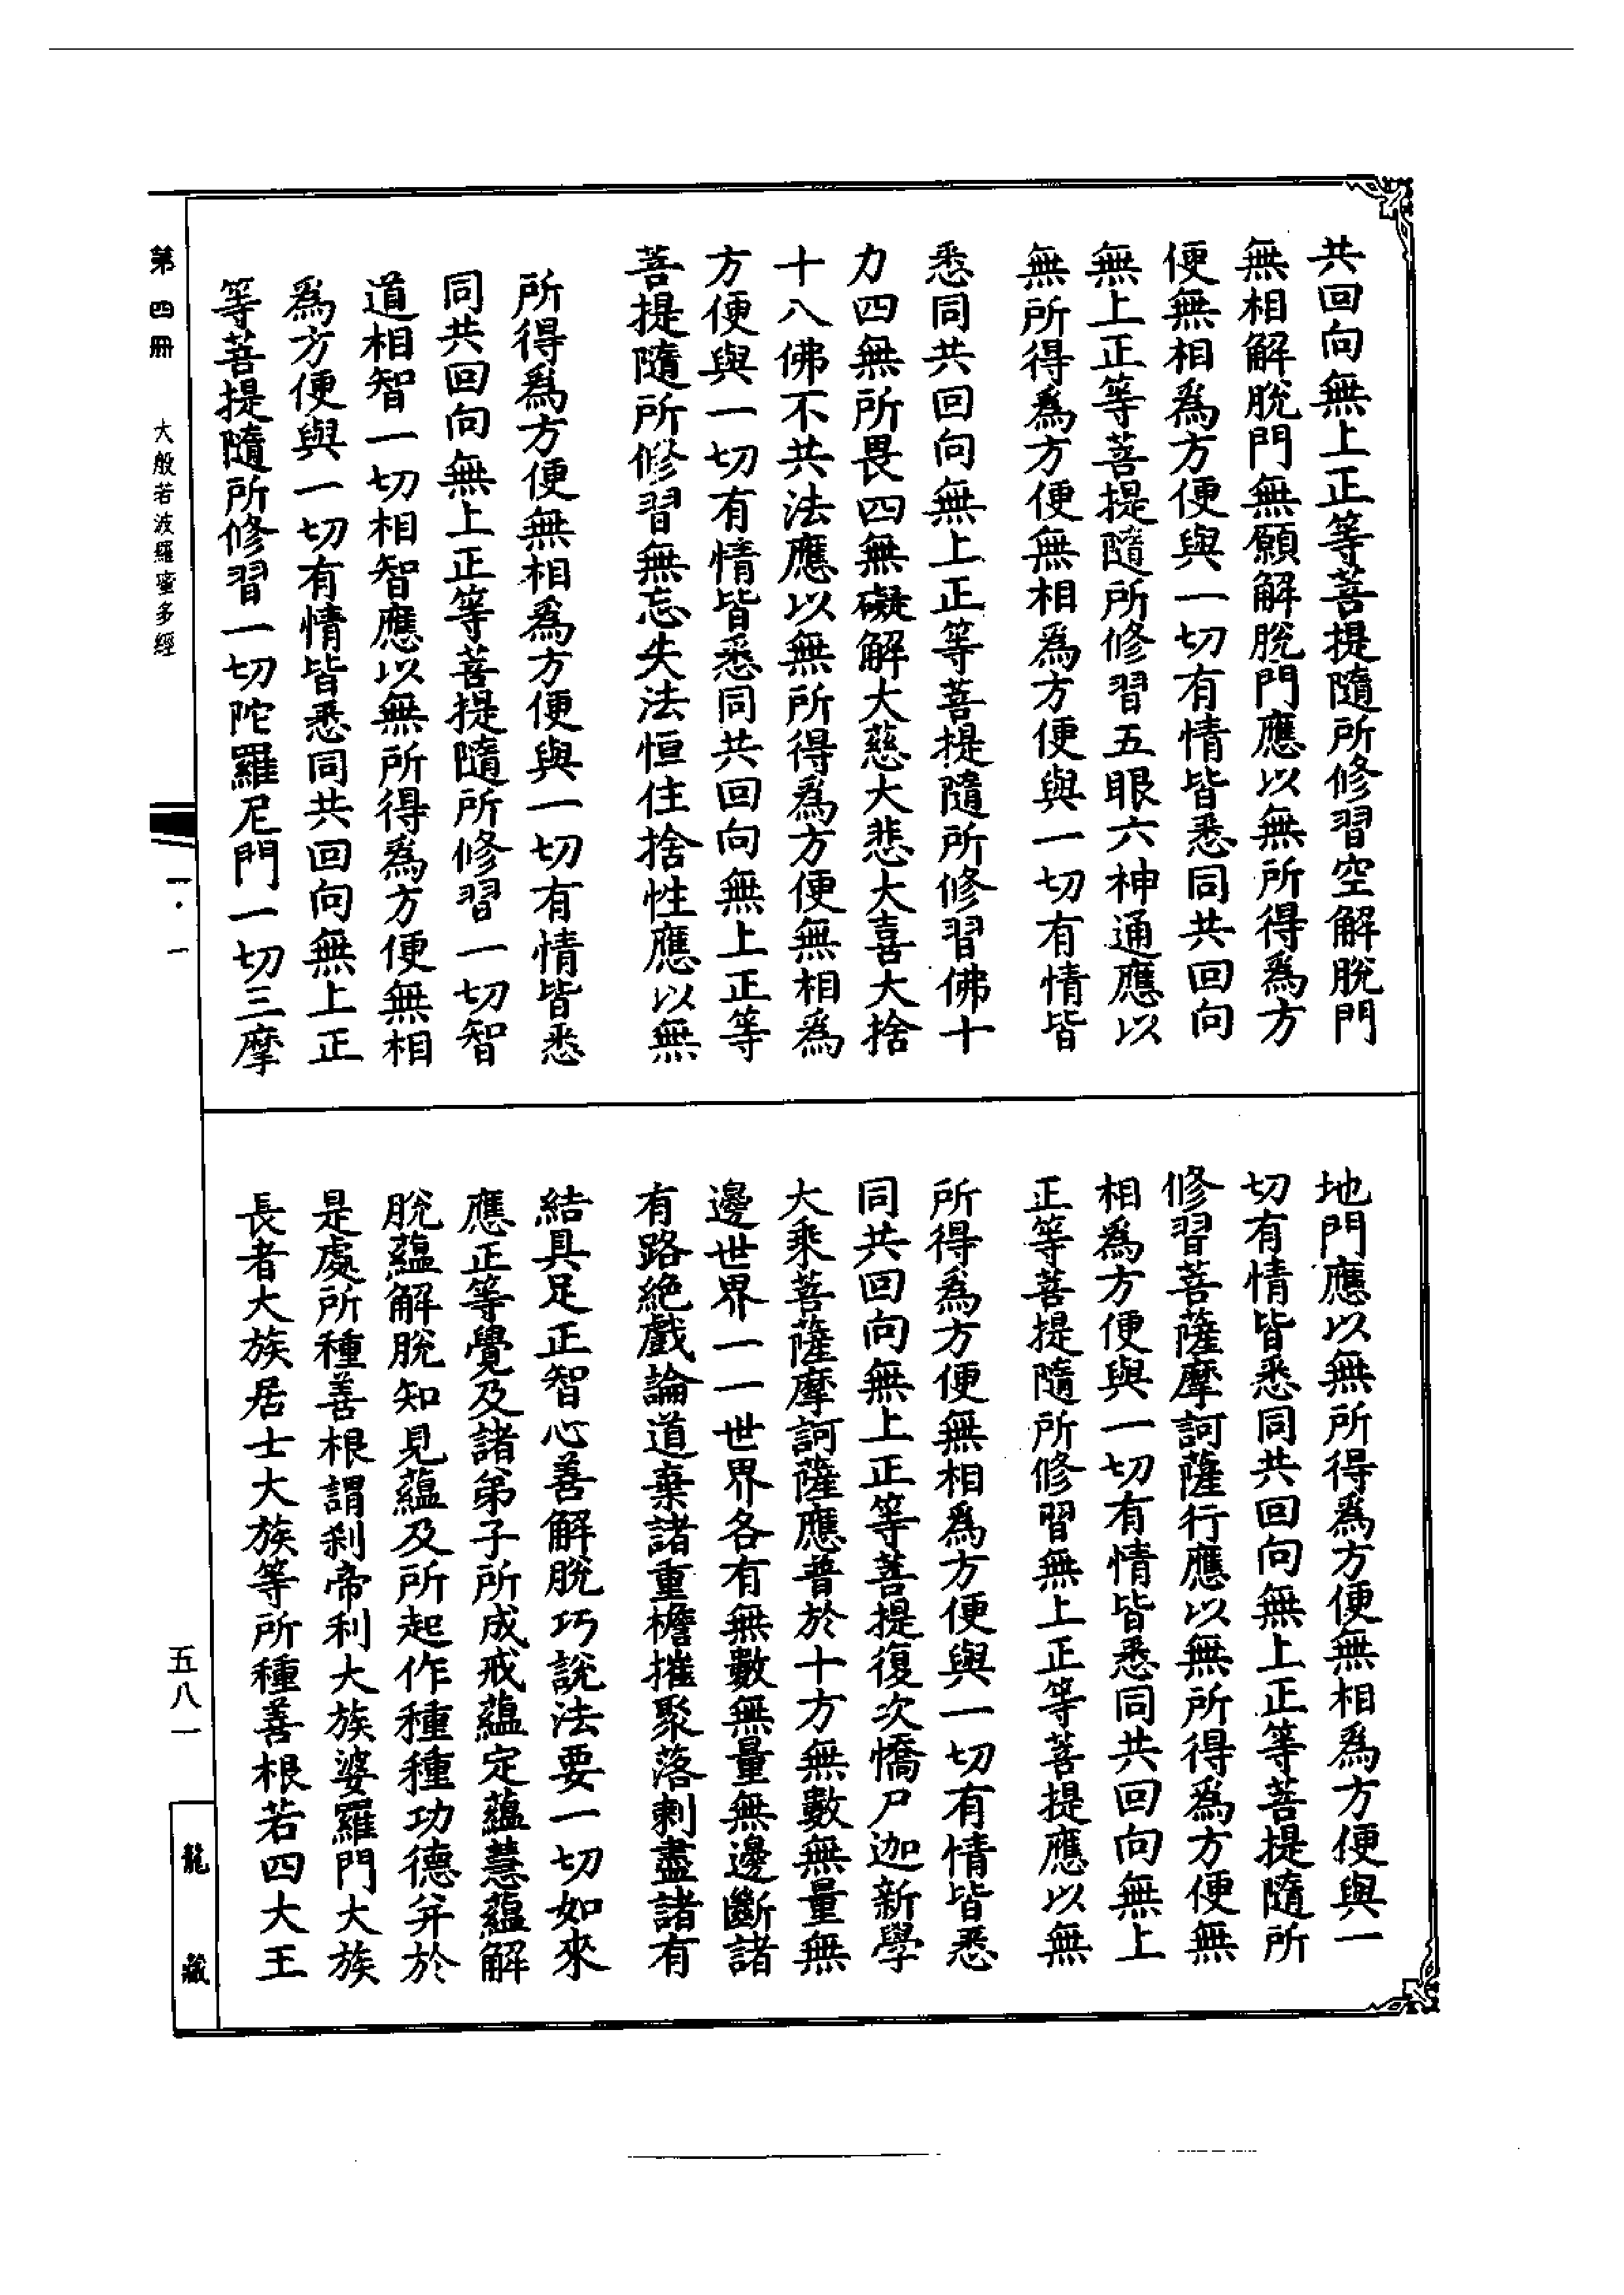 共回向無上正等菩提隨所修習空解脫門
無相解脫門無願解脫門應以無所得爲方
便無相爲方便與一切有情皆悉同共回向
無上正等菩提隨所修習五眼六神通應以
無所得爲方便無相爲方便與一切有情皆
悉同共回向無上正等菩提隨所修習佛十
力四無所畏四無礙解大慈大悲大喜大捨
十八佛不共法應以無所得爲方便無相爲
方便與一切有情皆悉同共回向無上正等
菩提隨所修習無忘失法恒住捨性應以無
所得爲方便無相爲方便與一切有情皆悉
同共回向無上正等菩提隨所修習一切智
道相智一切相智應以無所得爲方便無相
爲方便與一切有情皆悉同共回向無上正
等菩提隨所修習一切陀羅尼門一切三摩
地門應以無所得爲方便無相爲方便與一
切有情皆悉同共回向無上正等菩提隨所
修習菩薩摩訶薩行應以無所得爲方便無
相爲方便與一切有情皆悉同共回向無上
正等菩提隨所修習無上正等菩提應以無
所得爲方便無相爲方便與一切有情皆悉
同共回向無上正等菩提復次憍尸迦新學
大乘菩薩摩訶薩應普於十方無數無量無
邊世界一一世界各有無數無量無邊斷諸
有路絕戲論道棄諸重檐摧聚落刺盡諸有
結具足正智心善解脫巧說法要一切如來
應正等覺及諸弟子所成戒蘊定蘊慧蘊解
脫蘊解脫知見蘊及所起作種種功德并於
是處所種善根謂剎帝利大族婆羅門大族
長者大族居士大族等所種善根若四大王
第四冊 大般若波羅蜜多經 一·一 五八一 龍藏